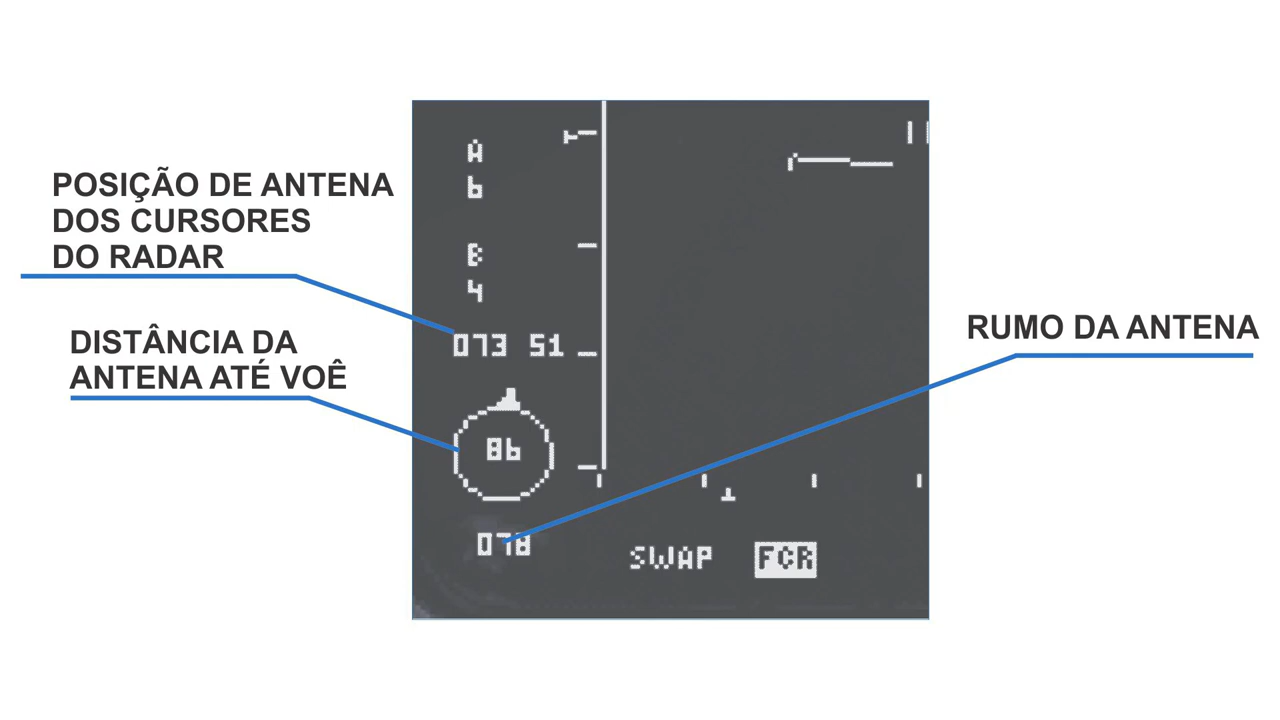 POSIÇÃO DE ANTENA
DOS CURSORES
DO RADAR
DISTÂNCIA DA
ANTENA ATÉ VOÊ
RUMO DA ANTENA
A
6
B
4
073 51
86
078
SWAP FCR